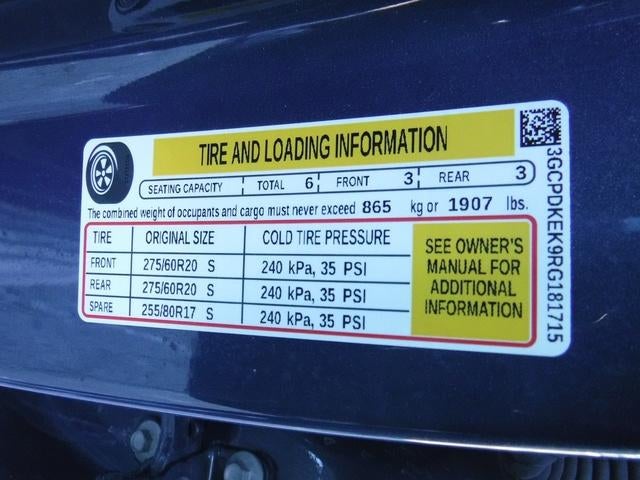 TIRE AND LOADING INFORMATION
SEATING CAPACITY TOTAL 6 FRONT 3 REAR 3
The combined weight of occupants and cargo must never exceed 865 kg or 1907 lbs.
TIRE ORIGINAL SIZE COLD TIRE PRESSURE
FRONT 275/60R20 S 240 kPa, 35 PSI
REAR 275/60R20 S 240 kPa, 35 PSI
SPARE 255/80R17 S 240 kPa, 35 PSI
SEE OWNER'S
MANUAL FOR
ADDITIONAL
INFORMATION
3GCPDKEK9RG181715